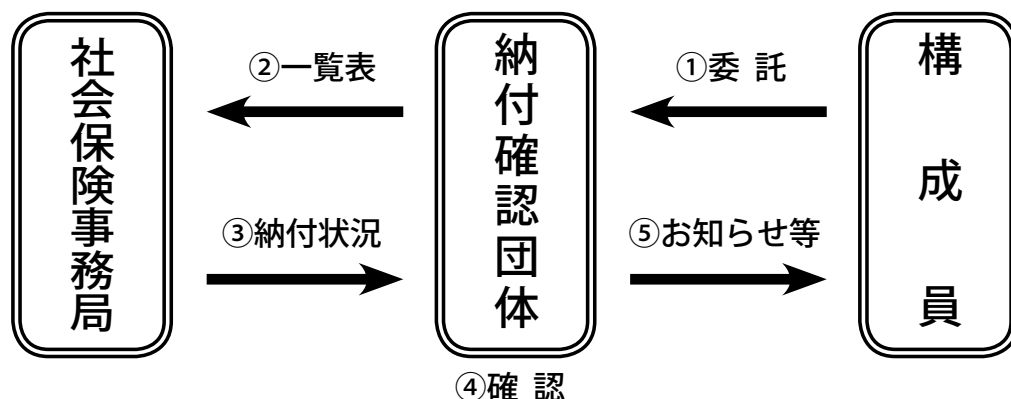 社会保険事務局
②一覧表
③納付状況
納付確認団体
④確 認
①委 託
⑤お知らせ等
構成員